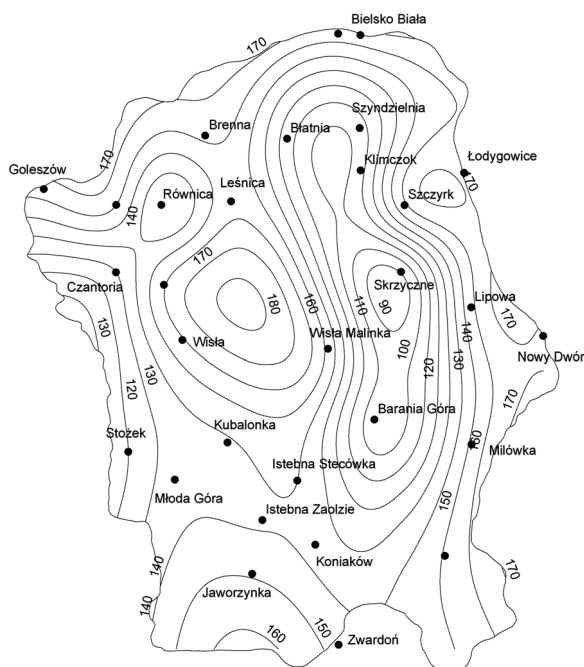 Bielsko Biała
170
Szyndzielnia
Brenna
Błatnia
170
Klimczok
Łodygowice
Goleszów
Leśnica
170
Równica
140
Szczyrk
170
Czantoria
Skrzyczne
180
160
110
90
Lipowa
130
130
Wisła
Wisła Malinka
100
140
170
130
Nowy Dwór
120
120
170
Barania Góra
Stożek
Kubalonka
160
Milówka
Istebna Stecówka
Młoda Góra
150
Istebna Zaolzie
140
Koniaków
170
140
Jaworzynka
160
150
Zwardoń